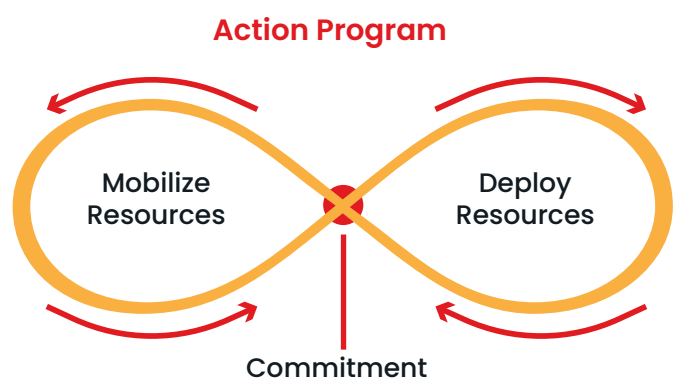 Action Program
Mobilize
Resources
Deploy
Resources
Commitment